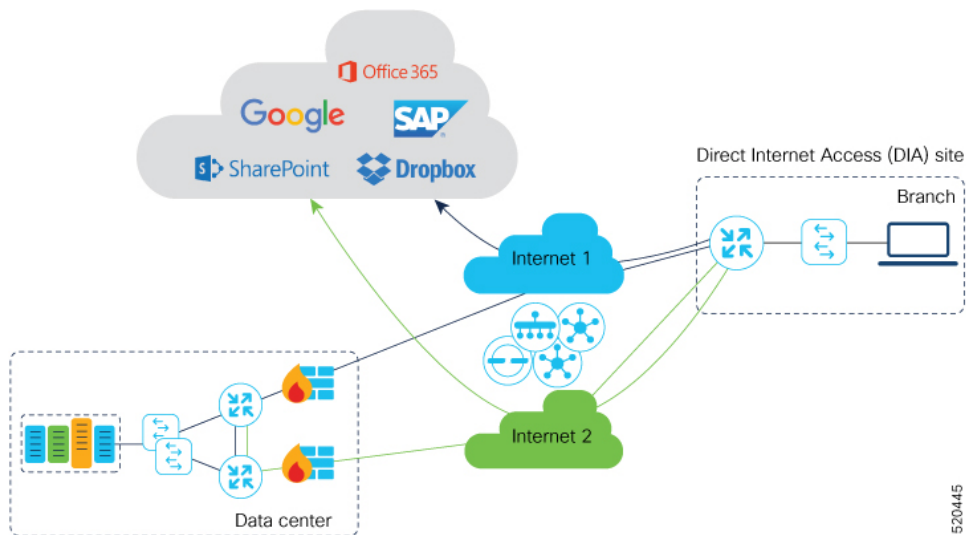 Office 365
Google
SAP
SharePoint
Dropbox
Direct Internet Access (DIA) site
Branch
Internet 1
Internet 2
Data center
520445